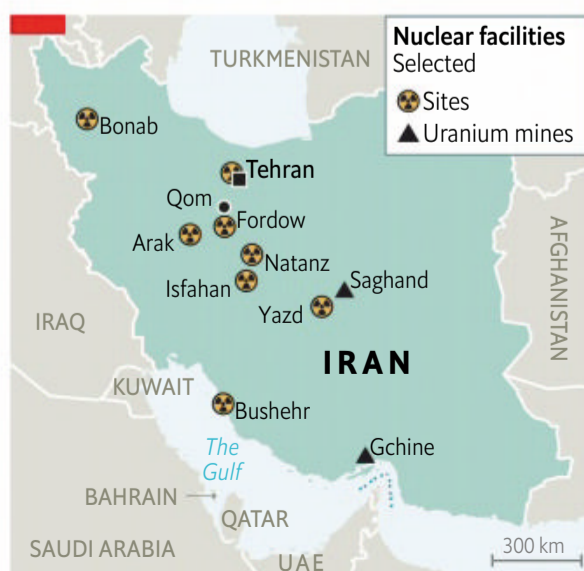 Nuclear facilities
Selected
Sites
Uranium mines
TURKMENISTAN
Bonab
Tehran
Qom
Fordow
Arak
Natanz
Isfahan
Saghand
Yazd
AFGHANISTAN
IRAQ
IRAN
KUWAIT
Bushehr
The
Gulf
Gchine
BAHRAIN
QATAR
SAUDI ARABIA
UAE
300 km